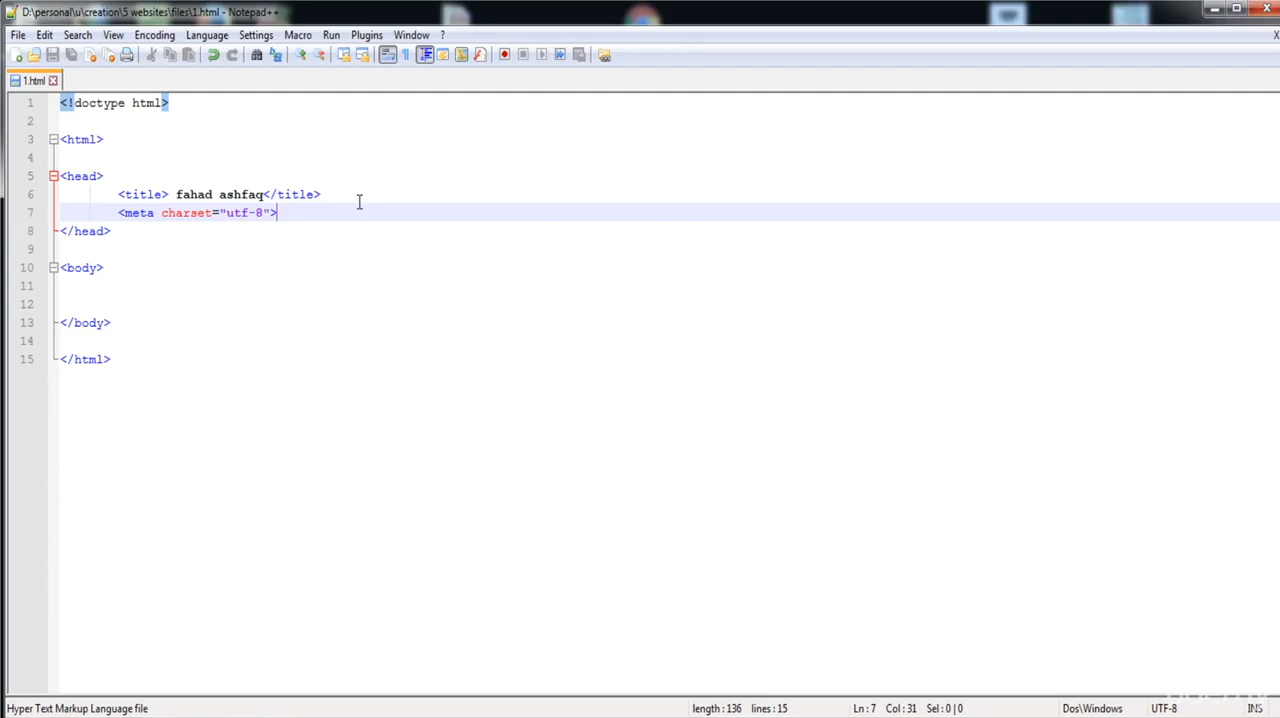 D:\personal\u\creation\5 websites\files\1.html - Notepad++
File Edit Search View Encoding Language Settings Macro Run Plugins Window ? X
1.html
1 <!doctype html>
2
3 <html>
4
5 <head>
6 <title> fahad ashfaq</title>
7 <meta charset="utf-8">
8 </head>
9
10 <body>
11
12
13 </body>
14
15 </html>
Hyper Text Markup Language file length : 136 lines : 15 Ln : 7 Col : 31 Sel : 0 | 0 Dos\Windows UTF-8 INS